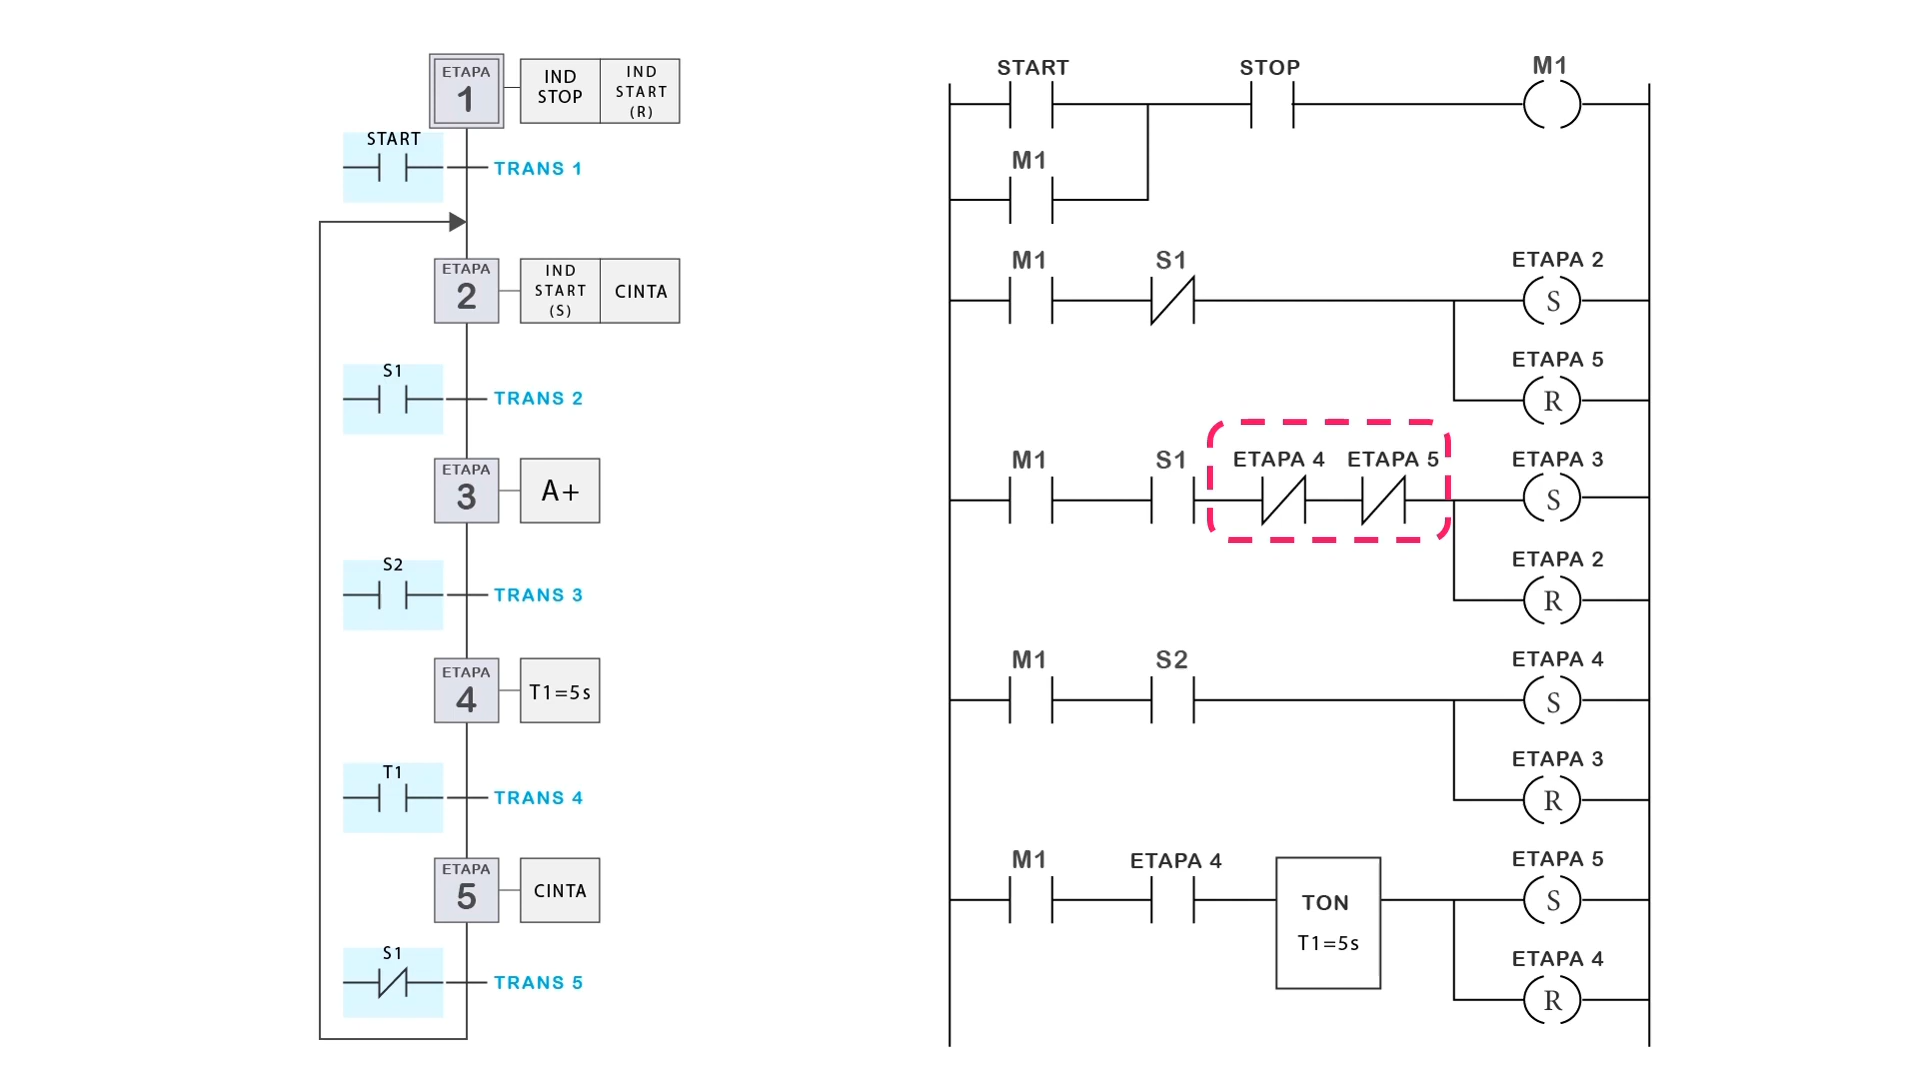 ETAPA
1
IND
STOP
IND
START
(R)
START
TRANS 1
ETAPA
2
IND
START
(S)
CINTA
S1
TRANS 2
ETAPA
3
A+
S2
TRANS 3
ETAPA
4
T1=5s
T1
TRANS 4
ETAPA
5
CINTA
S1
TRANS 5
START
STOP
M1
M1
M1
S1
ETAPA 2
S
ETAPA 5
R
M1
S1
ETAPA 4
ETAPA 5
ETAPA 3
S
ETAPA 2
R
M1
S2
ETAPA 4
S
ETAPA 3
R
M1
ETAPA 4
TON
T1=5s
ETAPA 5
S
ETAPA 4
R